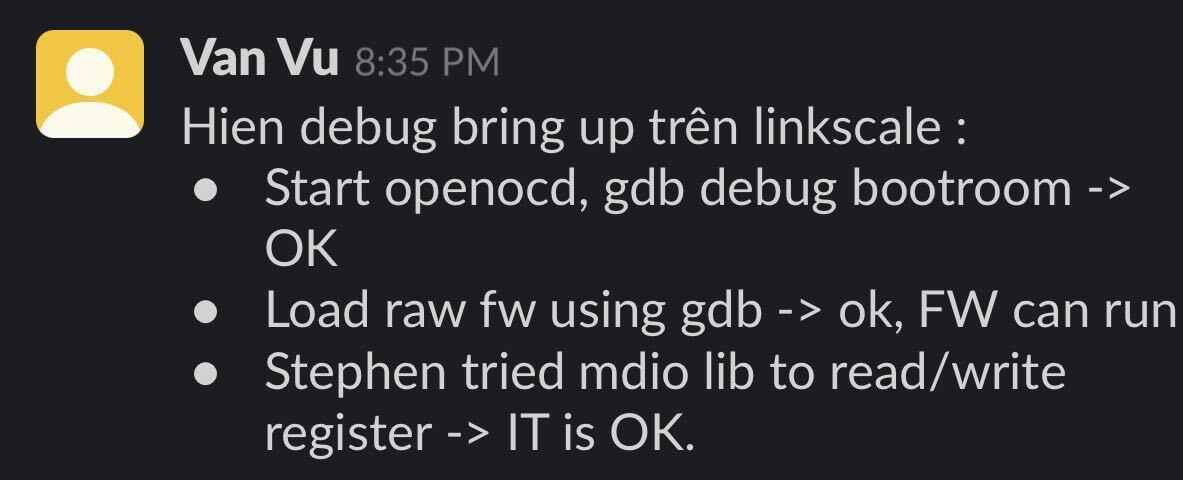 Van Vu 8:35 PM
Hien debug bring up trên linkscale :
● Start openocd, gdb debug bootroom ->
OK
● Load raw fw using gdb -> ok, FW can run
● Stephen tried mdio lib to read/write
register -> IT is OK.